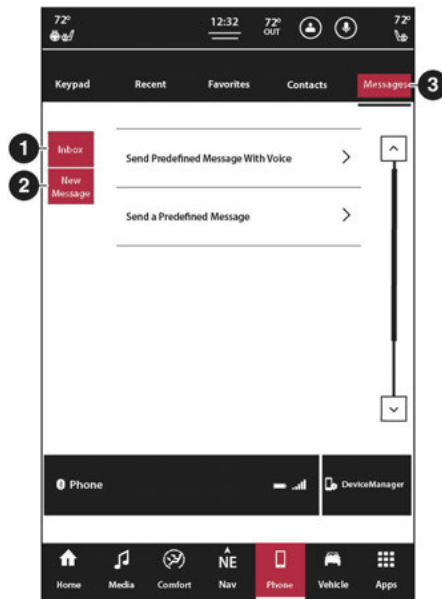 72° 12:32 72° 72°
OUT
Keypad Recent Favorites Contacts Messages 3
1 Inbox
2 New
Message
Send Predefined Message With Voice
Send a Predefined Message
Phone DeviceManager
NE
Home Media Comfort Nav Phone Vehicle Apps